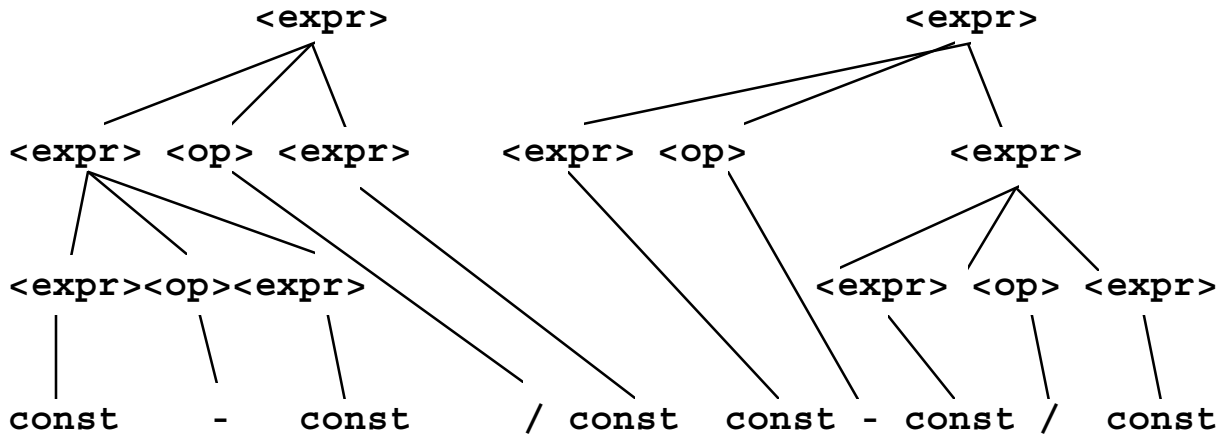 <expr> <expr>
<expr> <op> <expr> <expr> <op> <expr>
<expr><op><expr> <expr> <op> <expr>
const - const / const const - const / const